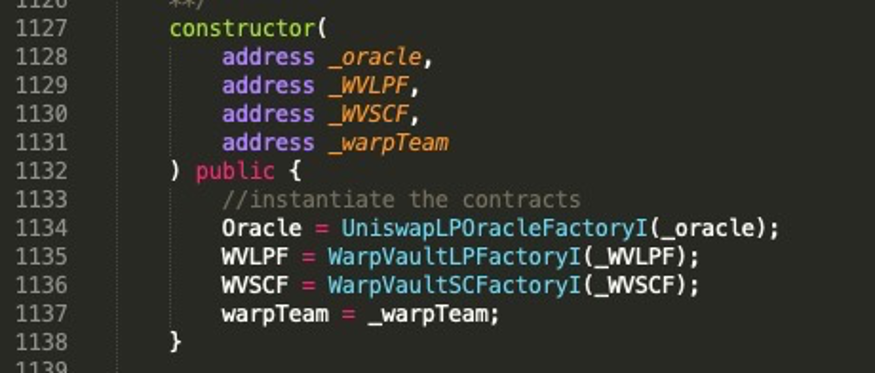 1126 **/
1127 constructor(
1128 address _oracle,
1129 address _WVLPF,
1130 address _WVSCF,
1131 address _warpTeam
1132 ) public {
1133 //instantiate the contracts
1134 Oracle = UniswapLPOracleFactoryI(_oracle);
1135 WVLPF = WarpVaultLPFactoryI(_WVLPF);
1136 WVSCF = WarpVaultSCFactoryI(_WVSCF);
1137 warpTeam = _warpTeam;
1138 }
1139